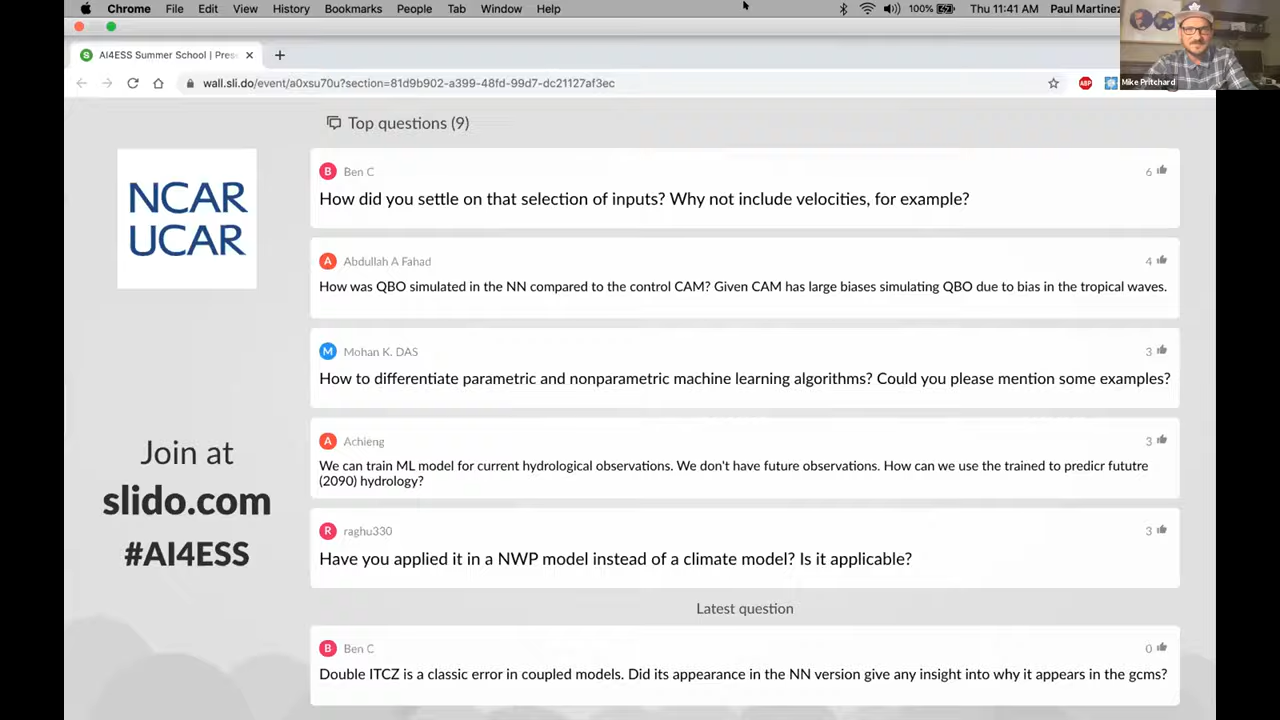 Chrome File Edit View History Bookmarks People Tab Window Help 100% Thu 11:41 AM Paul Martinez
AI4ESS Summer School | Pres
wall.sli.do/event/a0xsu70u?section=81d9b902-a399-48fd-99d7-dc21127af3ec
ABP
Mike Pritchard
Top questions (9)
NCAR
UCAR
Join at
slido.com
#AI4ESS
B Ben C 6
How did you settle on that selection of inputs? Why not include velocities, for example?
A Abdullah A Fahad 4
How was QBO simulated in the NN compared to the control CAM? Given CAM has large biases simulating QBO due to bias in the tropical waves.
M Mohan K. DAS 3
How to differentiate parametric and nonparametric machine learning algorithms? Could you please mention some examples?
A Achieng 3
We can train ML model for current hydrological observations. We don't have future observations. How can we use the trained to predicr fututre
(2090) hydrology?
R raghu330 3
Have you applied it in a NWP model instead of a climate model? Is it applicable?
Latest question
B Ben C 0
Double ITCZ is a classic error in coupled models. Did its appearance in the NN version give any insight into why it appears in the gcms?